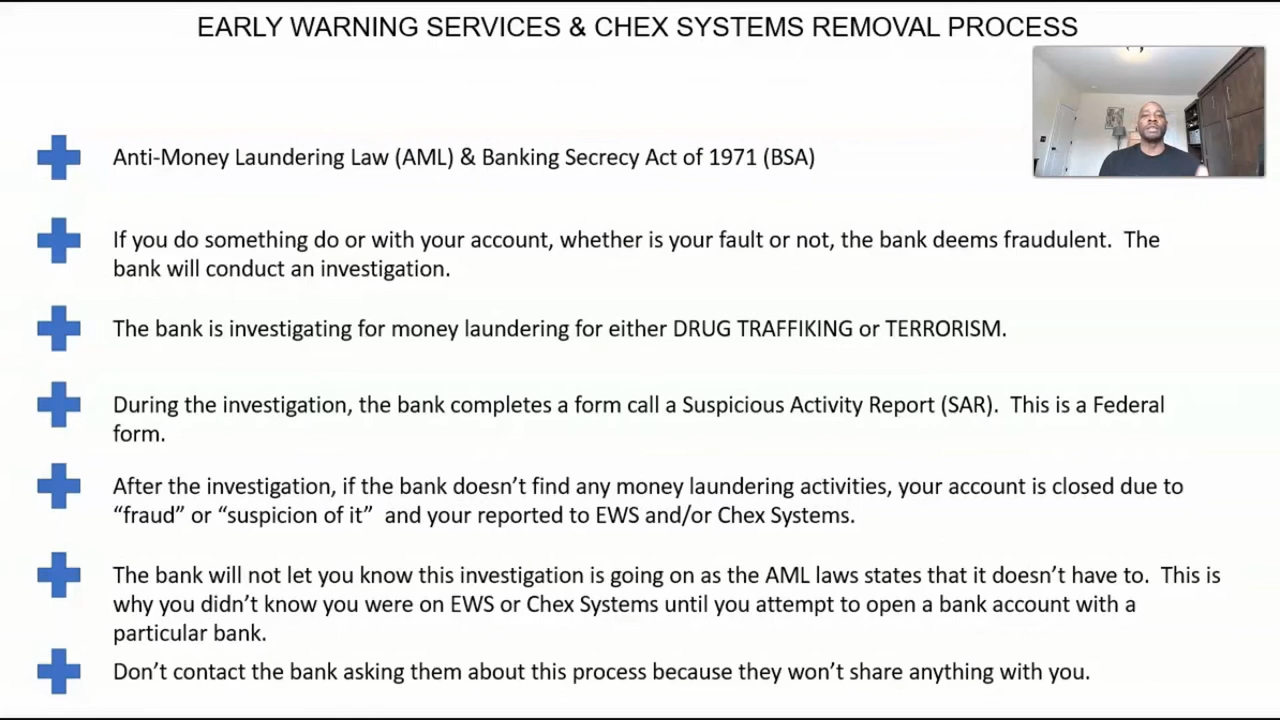 EARLY WARNING SERVICES & CHEX SYSTEMS REMOVAL PROCESS
Anti-Money Laundering Law (AML) & Banking Secrecy Act of 1971 (BSA)
If you do something do or with your account, whether is your fault or not, the bank deems fraudulent.  The
bank will conduct an investigation.
The bank is investigating for money laundering for either DRUG TRAFFIKING or TERRORISM.
During the investigation, the bank completes a form call a Suspicious Activity Report (SAR).  This is a Federal
form.
After the investigation, if the bank doesn’t find any money laundering activities, your account is closed due to
“fraud” or “suspicion of it”  and your reported to EWS and/or Chex Systems.
The bank will not let you know this investigation is going on as the AML laws states that it doesn’t have to.  This is
why you didn’t know you were on EWS or Chex Systems until you attempt to open a bank account with a
particular bank.
Don’t contact the bank asking them about this process because they won’t share anything with you.